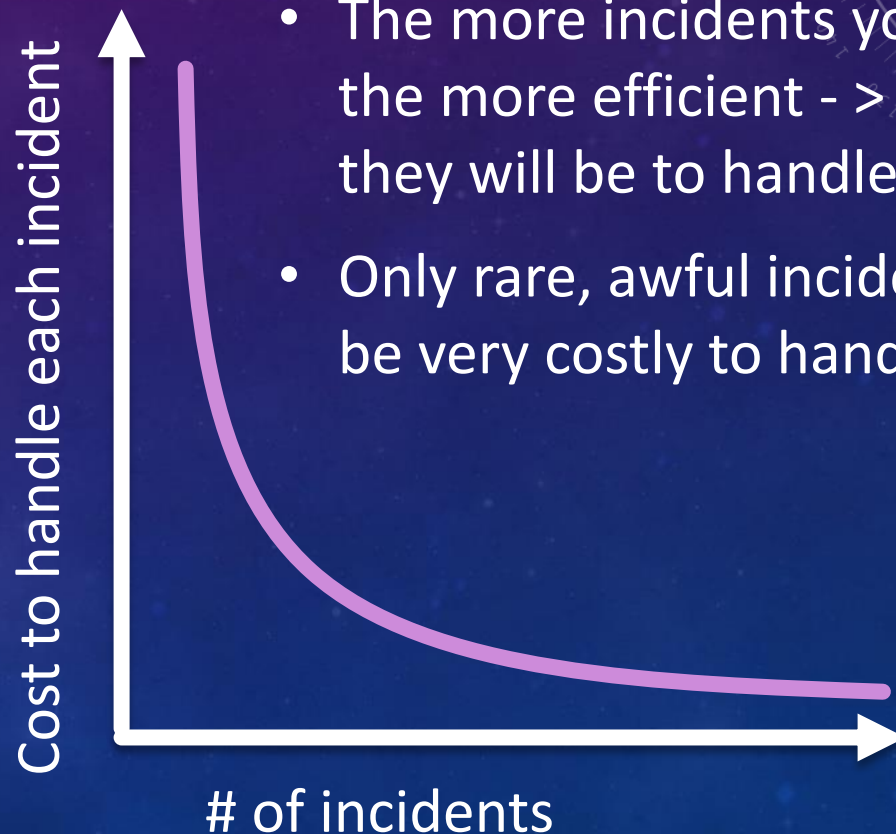 • The more incidents
the more efficient - >
they will be to handle
• Only rare, awful
be very costly to
Cost to handle each incident
# of incidents